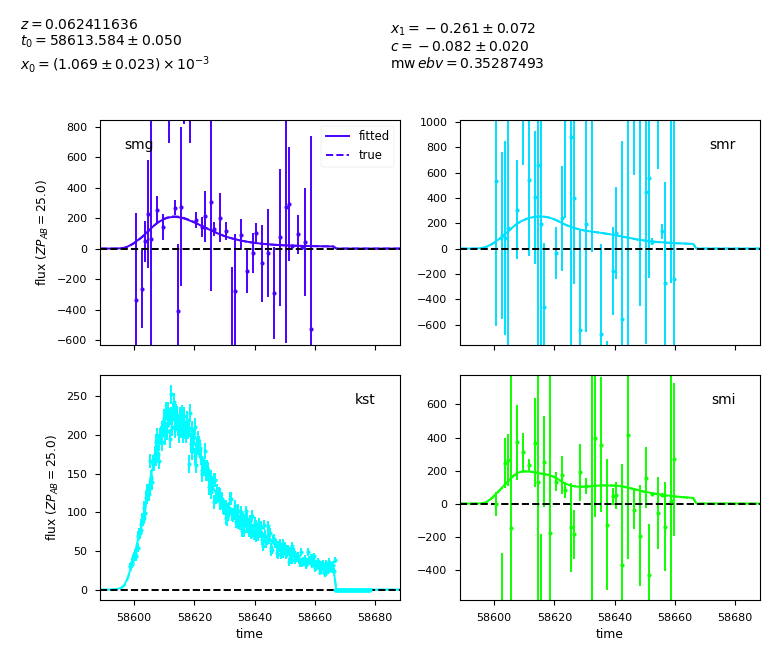 z = 0.062411636
t₀ = 58613.584 ± 0.050
x₀ = (1.069 ± 0.023) × 10⁻³
x₁ = −0.261 ± 0.072
c = −0.082 ± 0.020
mw ebv = 0.35287493
smg
fitted
true
800
600
400
200
0
−200
−400
−600
flux (ZP_AB = 25.0)
smr
1000
800
600
400
200
0
−200
−400
−600
kst
250
200
150
100
50
0
flux (ZP_AB = 25.0)
58600 58620 58640 58660 58680
time
smi
600
400
200
0
−200
−400
58600 58620 58640 58660 58680
time